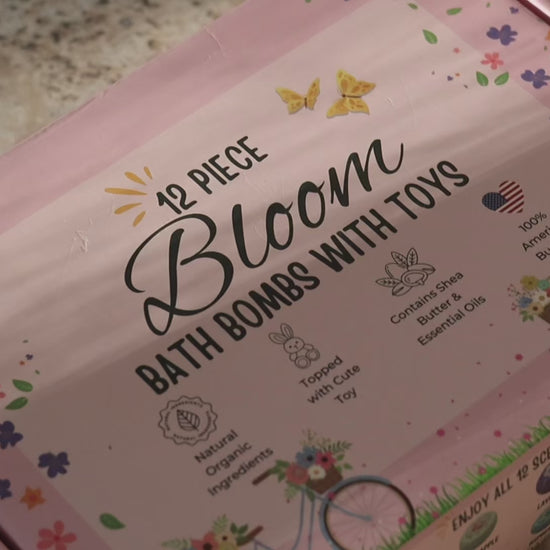 12 PIECE
Bloom
BATH BOMBS WITH TOYS
Natural
Organic
Ingredients
Topped
with Cute
Toy
Contains Shea
Butter &
Essential Oils
100%
ENJOY ALL 12